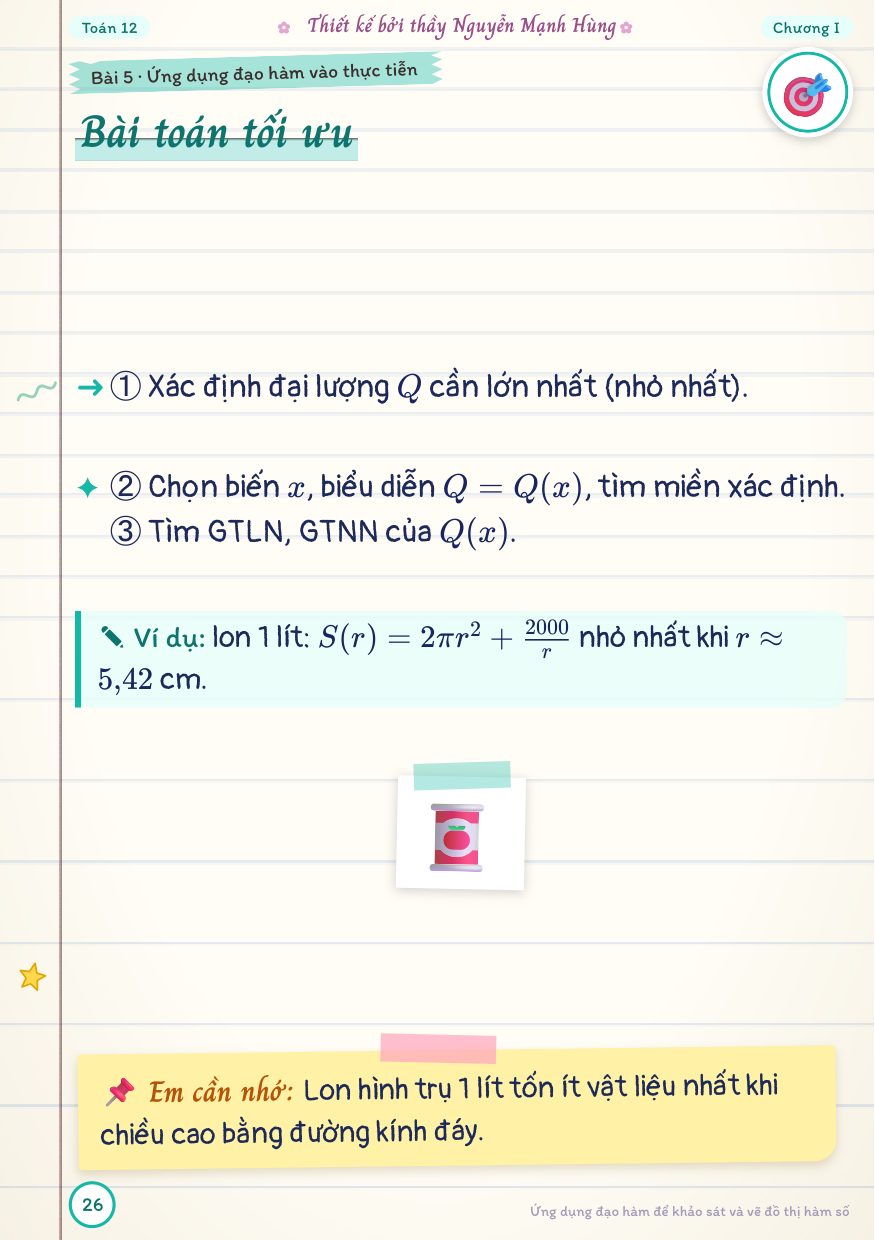 Toán 12
Thiết kế bởi thầy Nguyễn Mạnh Hùng
Chương I
Bài 5 · Ứng dụng đạo hàm vào thực tiễn
Bài toán tối ưu
→ ① Xác định đại lượng Q cần lớn nhất (nhỏ nhất).
② Chọn biến x, biểu diễn Q = Q(x), tìm miền xác định.
③ Tìm GTLN, GTNN của Q(x).
Ví dụ: lon 1 lít: S(r) = 2πr² + 2000/r nhỏ nhất khi r ≈
5,42 cm.
Em cần nhớ: Lon hình trụ 1 lít tốn ít vật liệu nhất khi
chiều cao bằng đường kính đáy.
26
Ứng dụng đạo hàm để khảo sát và vẽ đồ thị hàm số